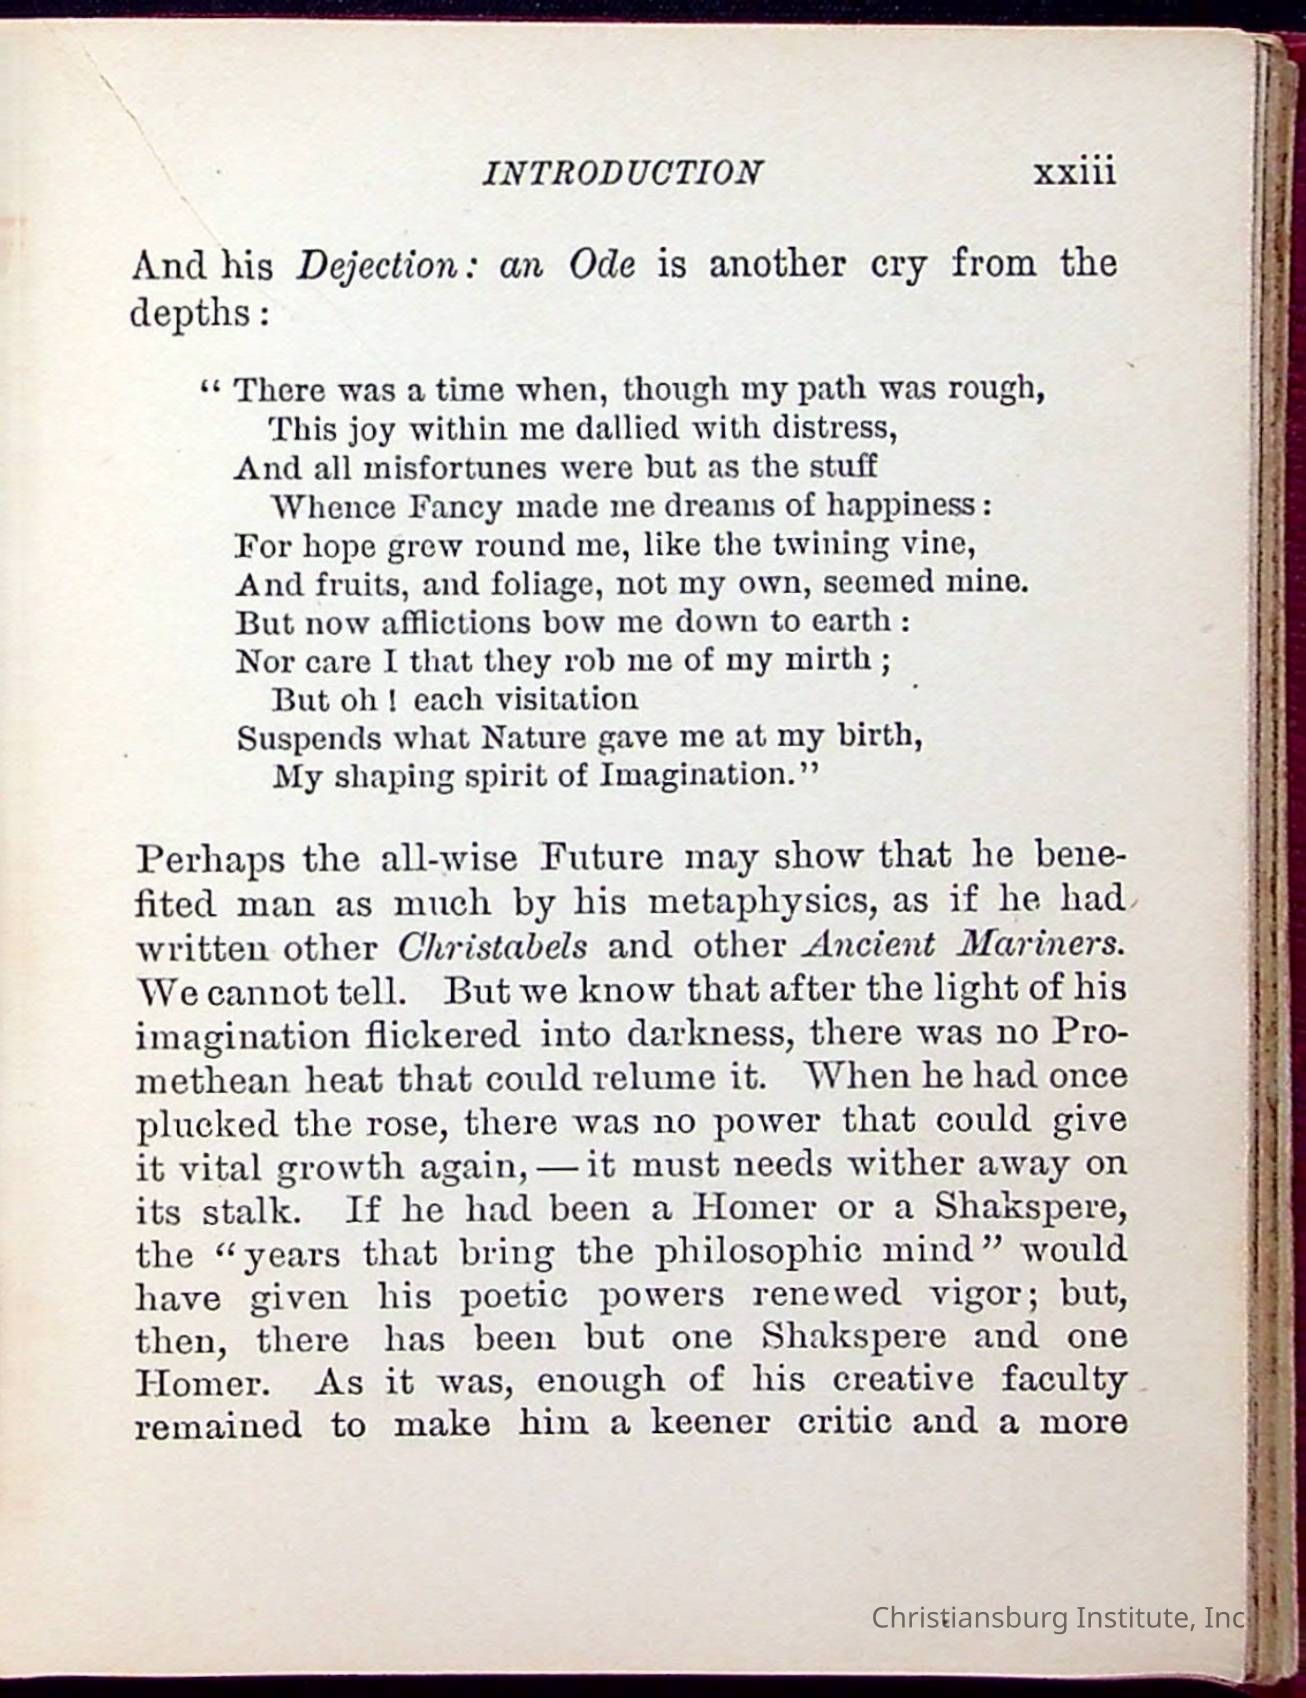 INTRODUCTION xxiii
And his Dejection: an Ode is another cry from the
depths:
“There was a time when, though my path was rough,
This joy within me dallied with distress,
And all misfortunes were but as the stuff
Whence Fancy made me dreams of happiness:
For hope grew round me, like the twining vine,
And fruits, and foliage, not my own, seemed mine.
But now afflictions bow me down to earth:
Nor care I that they rob me of my mirth;
But oh! each visitation
Suspends what Nature gave me at my birth,
My shaping spirit of Imagination.”
Perhaps the all-wise Future may show that he bene-
fited man as much by his metaphysics, as if he had
written other Christabels and other Ancient Mariners.
We cannot tell. But we know that after the light of his
imagination flickered into darkness, there was no Pro-
methean heat that could relume it. When he had once
plucked the rose, there was no power that could give
it vital growth again,—it must needs wither away on
its stalk. If he had been a Homer or a Shakspere,
the “years that bring the philosophic mind” would
have given his poetic powers renewed vigor; but,
then, there has been but one Shakspere and one
Homer. As it was, enough of his creative faculty
remained to make him a keener critic and a more
Christiansburg Institute, Inc